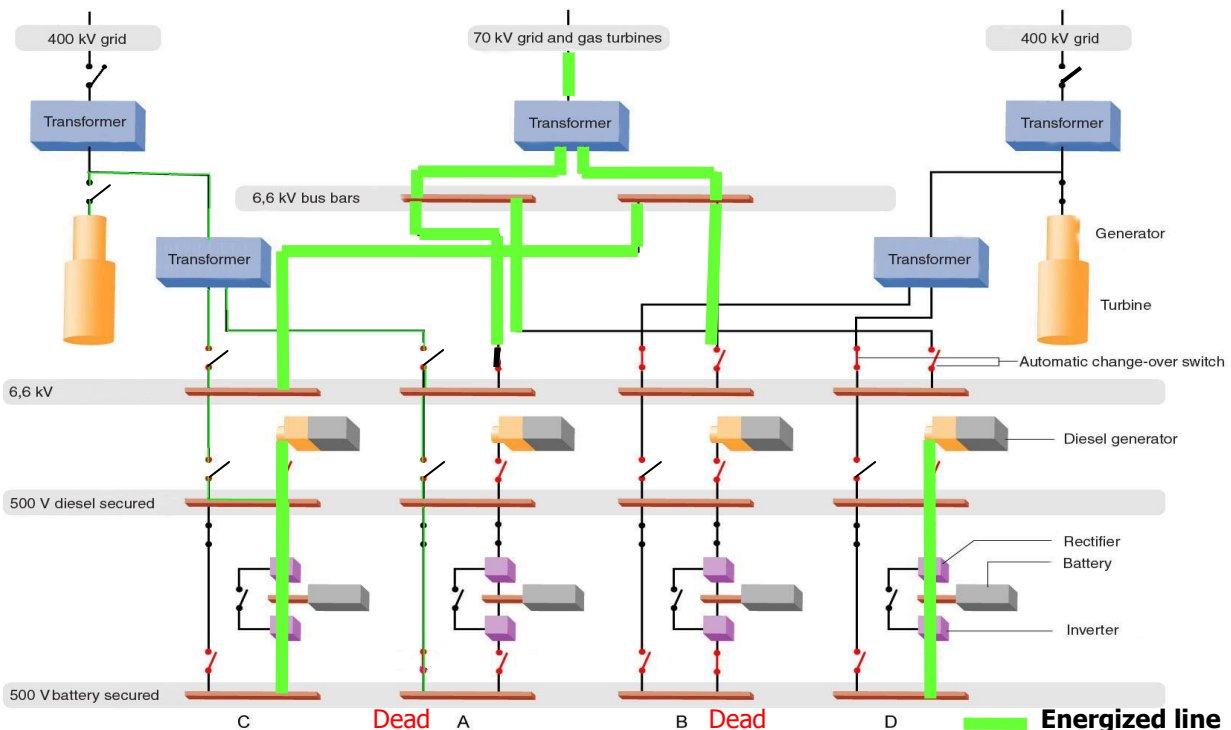 400 kV grid
70 kV grid and gas turbines
400 kV grid
Transformer
Transformer
Transformer
6,6 kV bus bars
Generator
Transformer
Transformer
Turbine
Automatic change-over switch
6,6 kV
Diesel generator
500 V diesel secured
Rectifier
Battery
Inverter
500 V battery secured
C Dead A B Dead D Energized line